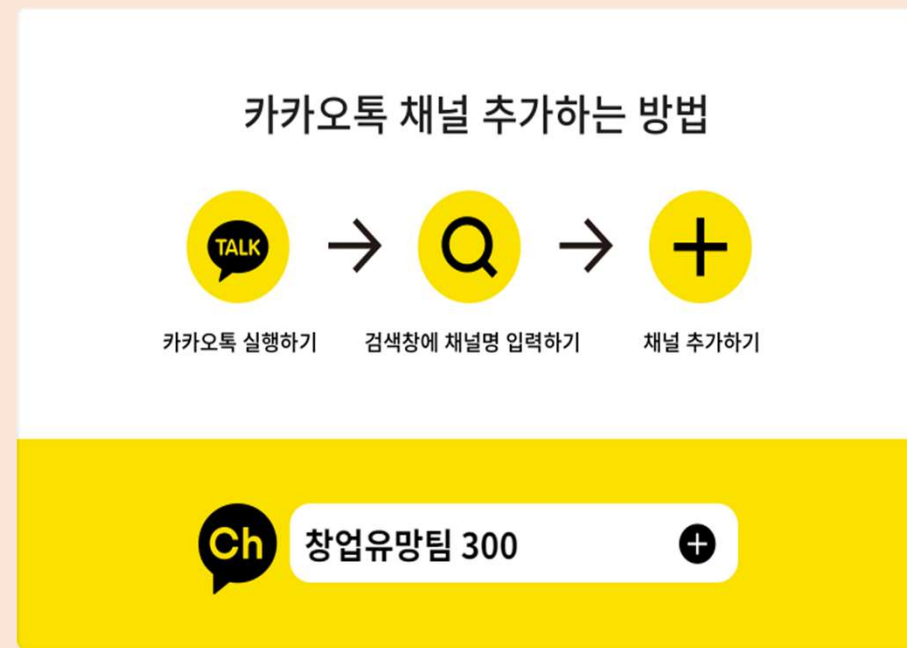 카카오톡 채널 추가하는 방법
TALK
카카오톡 실행하기
검색창에 채널명 입력하기
채널 추가하기
Ch
창업유망팀 300